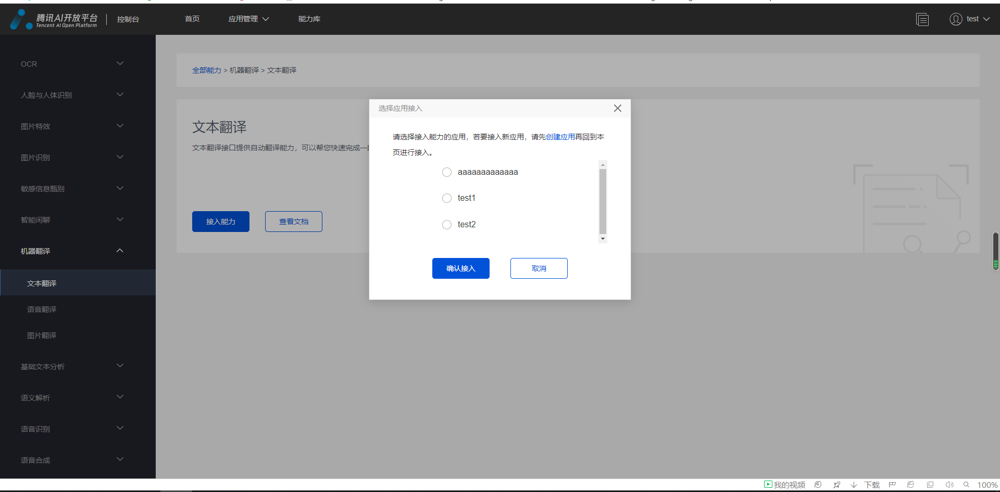 腾讯AI开放平台
Tencent AI Open Platform
控制台
首页
应用管理
能力库
test
OCR
人脸与人体识别
图片特效
图片识别
敏感信息甄别
智能闲聊
机器翻译
文本翻译
语音翻译
图片翻译
基础文本分析
语义解析
语音识别
语音合成
全部能力 > 机器翻译 > 文本翻译
文本翻译
文本翻译接口提供自动翻译能力，可以帮您快速完成一
接入能力
查看文档
选择应用接入
请选择接入能力的应用，若要接入新应用，请先创建应用再回到本
页进行接入。
aaaaaaaaaaaaa
test1
test2
确认接入
取消
我的视频
下载
100%